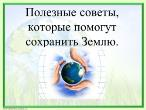 Полезные советы,
которые помогут
сохранить Землю.